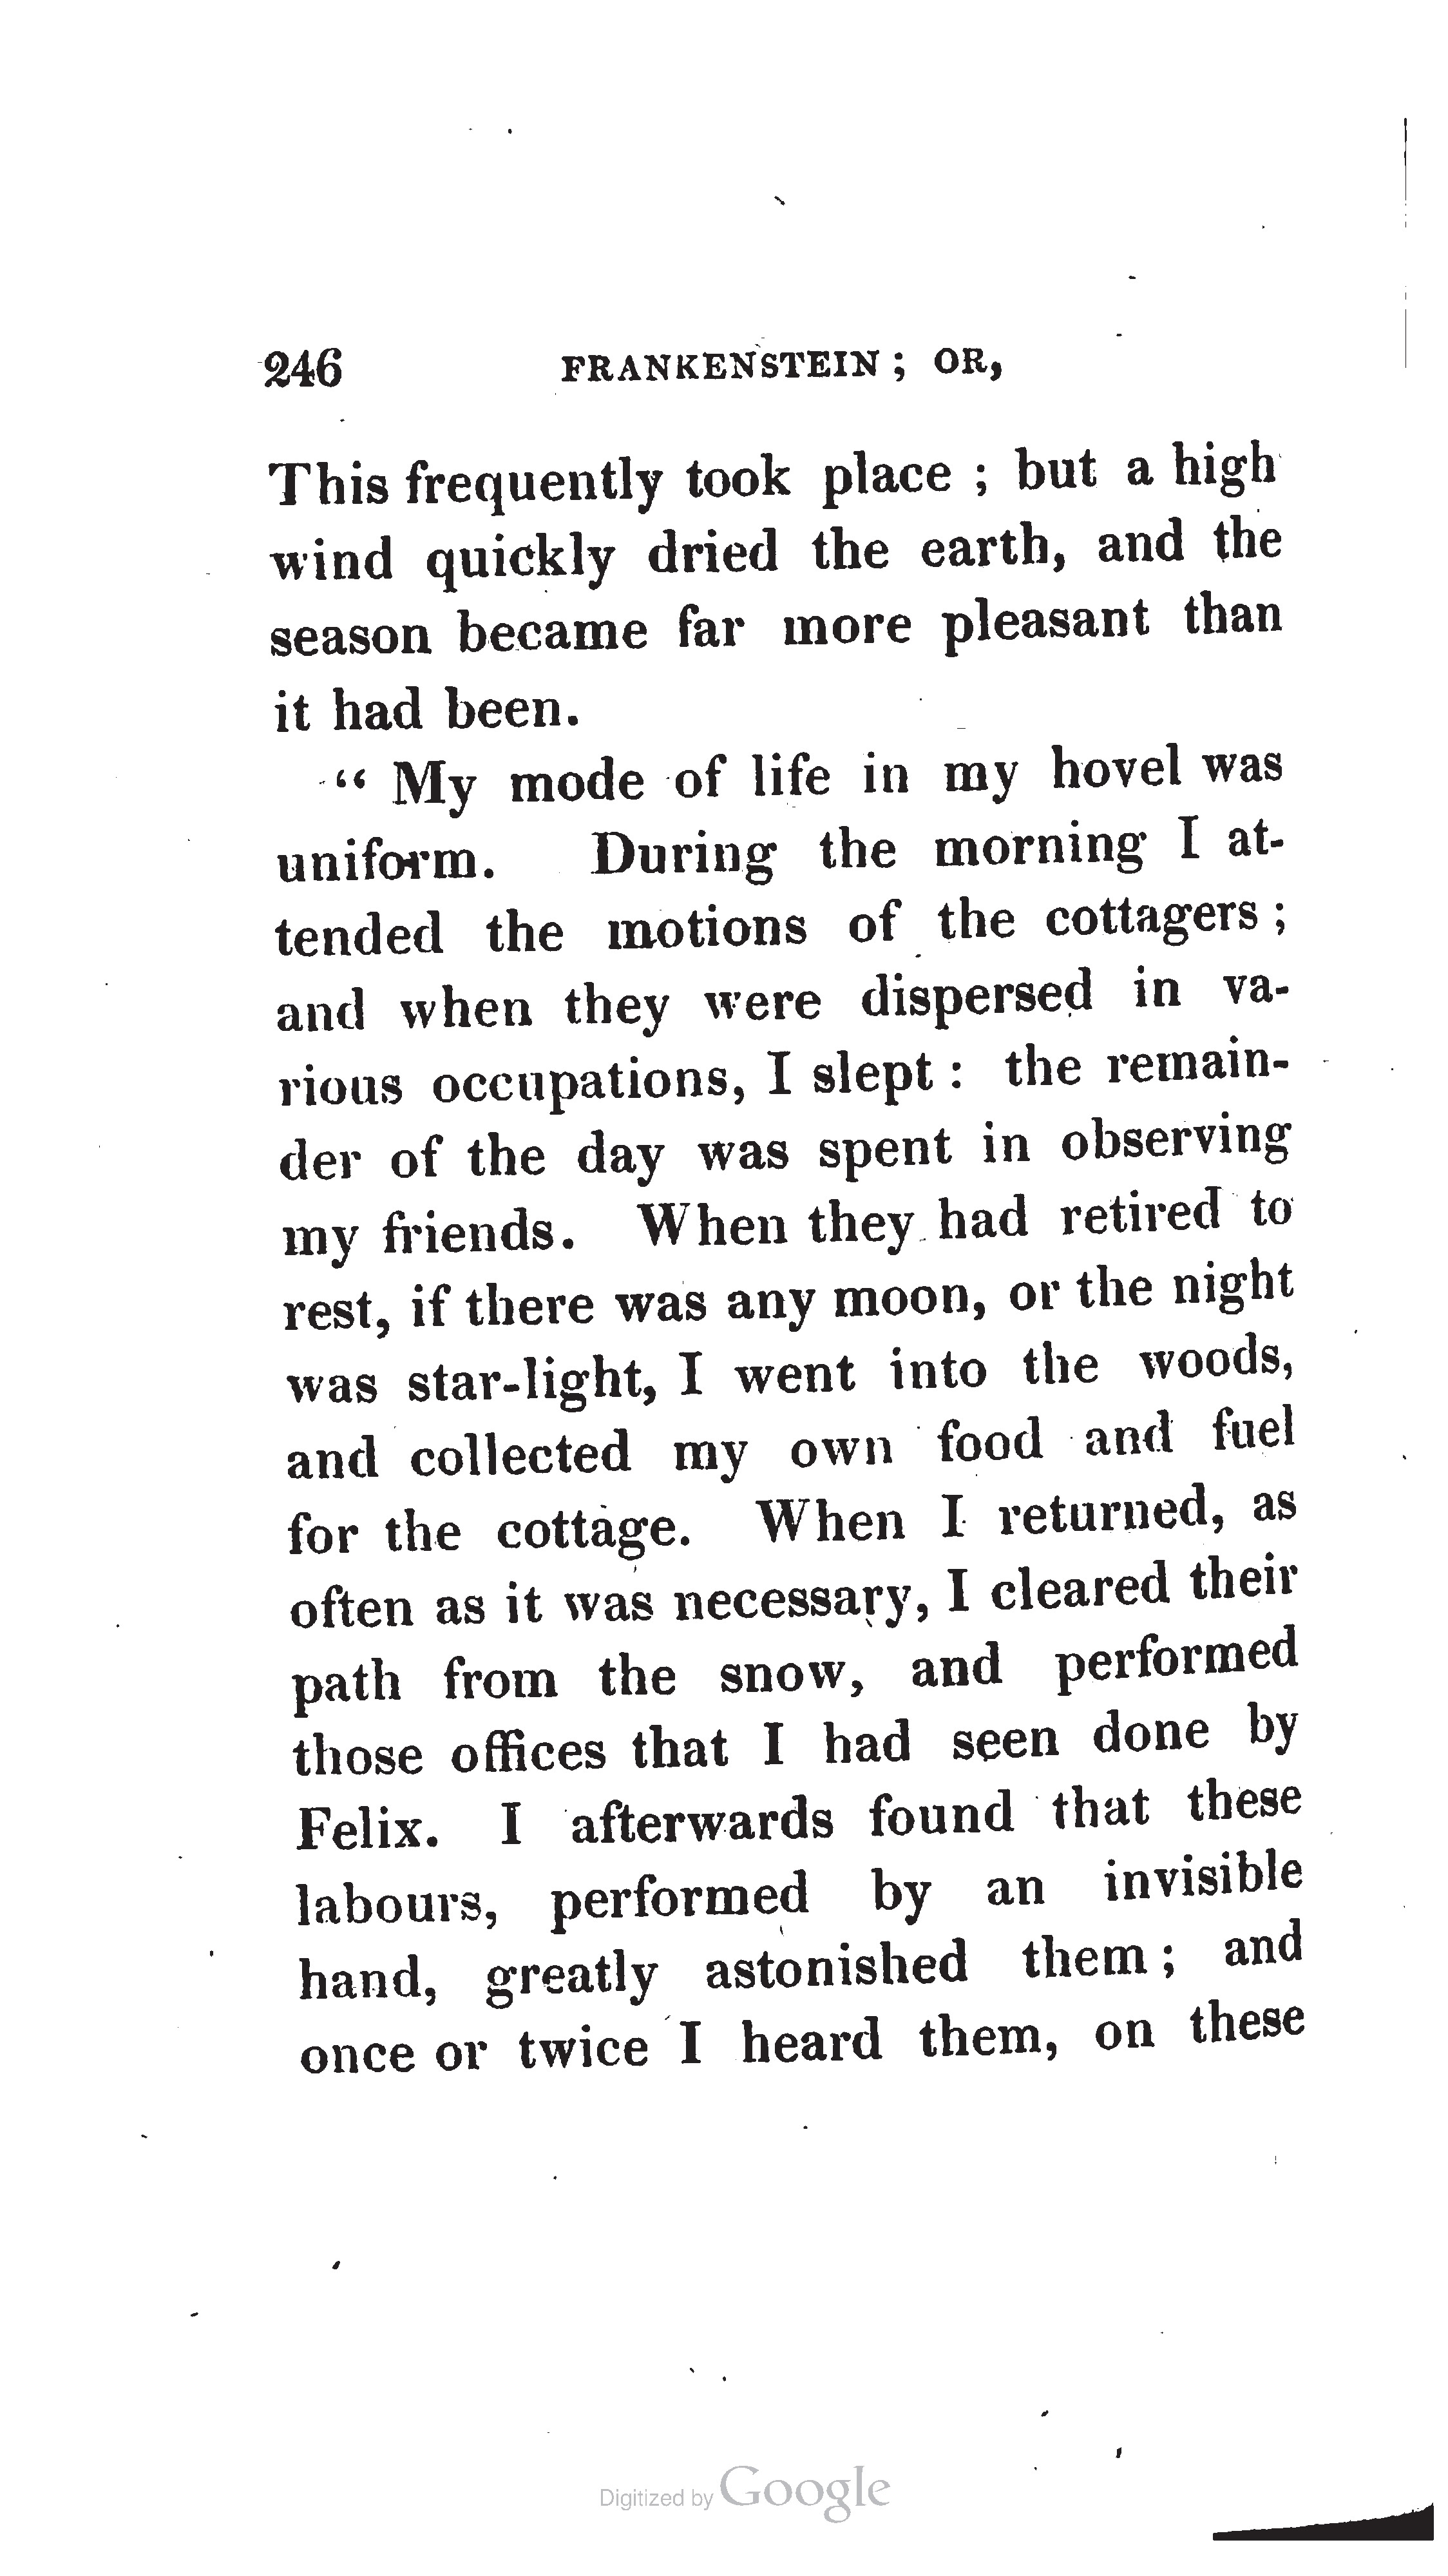 246 FRANKENSTEIN ; OR,
This frequently took place ; but a high
wind quickly dried the earth, and the
season became far more pleasant than
it had been.
“ My mode of life in my hovel was
uniform. During the morning I at-
tended the motions of the cottagers ;
and when they were dispersed in va-
rious occupations, I slept : the remain-
der of the day was spent in observing
my friends. When they had retired to
rest, if there was any moon, or the night
was star-light, I went into the woods,
and collected my own food and fuel
for the cottage. When I returned, as
often as it was necessary, I cleared their
path from the snow, and performed
those offices that I had seen done by
Felix. I afterwards found that these
labours, performed by an invisible
hand, greatly astonished them ; and
once or twice I heard them, on these
Digitized by Google